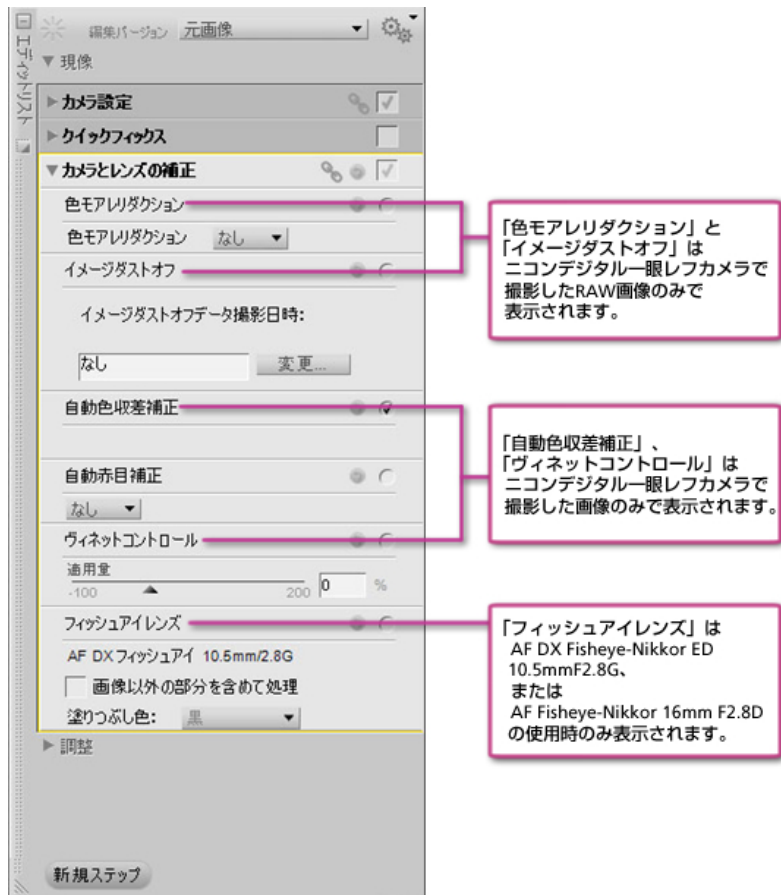 エディットリスト
編集バージョン 元画像
現像
カメラ設定
クイックフィックス
カメラとレンズの補正
色モアレリダクション
色モアレリダクション なし
イメージダストオフ
イメージダストオフデータ撮影日時:
なし 変更...
自動色収差補正
自動赤目補正
なし
ヴィネットコントロール
適用量
-100 200 0 %
フィッシュアイレンズ
AF DXフィッシュアイ 10.5mm/2.8G
画像以外の部分を含めて処理
塗りつぶし色: 黒
調整
新規ステップ
「色モアレリダクション」と
「イメージダストオフ」は
ニコンデジタル一眼レフカメラで
撮影したRAW画像のみで
表示されます。
「自動色収差補正」、
「ヴィネットコントロール」は
ニコンデジタル一眼レフカメラで
撮影した画像のみで表示されます。
「フィッシュアイレンズ」は
AF DX Fisheye-Nikkor ED
10.5mmF2.8G、
または
AF Fisheye-Nikkor 16mm F2.8D
の使用時のみ表示されます。